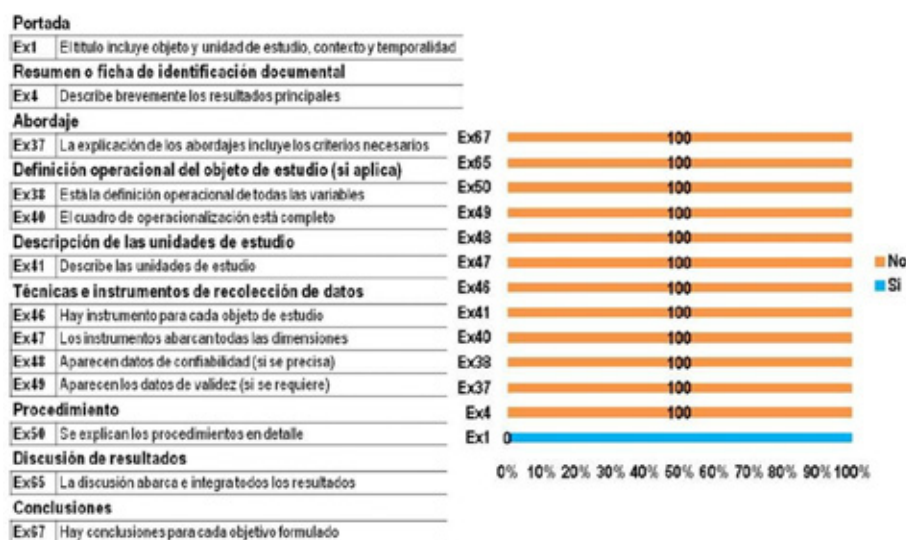 Portada
Ex1 El título incluye objeto y unidad de estudio, contexto y temporalidad
Resumen o ficha de identificación documental
Ex4 Describe brevemente los resultados principales
Abordaje
Ex37 La explicación de los abordajes incluye los criterios necesarios
Definición operacional del objeto de estudio (si aplica)
Ex38 Está la definición operacional de todas las variables
Ex40 El cuadro de operacionalización está completo
Descripción de las unidades de estudio
Ex41 Describe las unidades de estudio
Técnicas e instrumentos de recolección de datos
Ex46 Hay instrumento para cada objeto de estudio
Ex47 Los instrumentos abarcan todas las dimensiones
Ex48 Aparecen datos de confiabilidad (si se precisa)
Ex49 Aparecen los datos de validez (si se requiere)
Procedimiento
Ex50 Se explican los procedimientos en detalle
Discusión de resultados
Ex65 La discusión abarca e integra todos los resultados
Conclusiones
Ex67 Hay conclusiones para cada objetivo formulado
Ex67 100
Ex65 100
Ex50 100
Ex49 100
Ex48 100
Ex47 100
Ex46 100
Ex41 100
Ex40 100
Ex38 100
Ex37 100
Ex4 100
Ex1 0
0% 10% 20% 30% 40% 50% 60% 70% 80% 90% 100%
No
Si